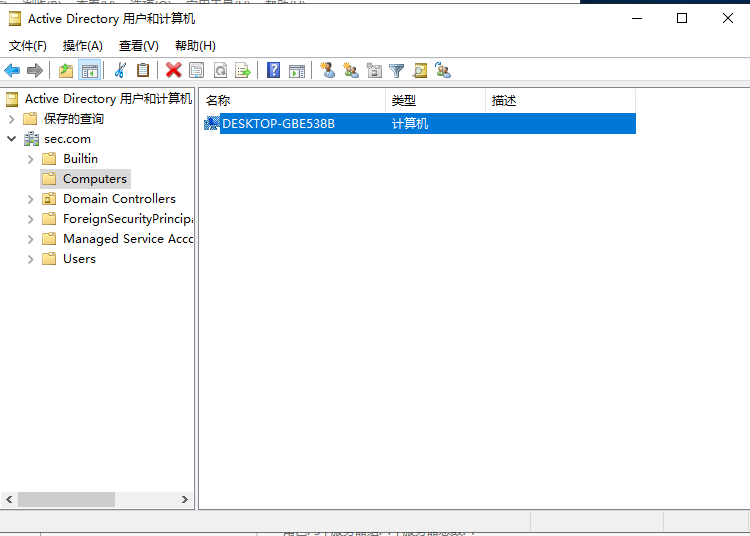 Active Directory 用户和计算机
文件(F) 操作(A) 查看(V) 帮助(H)
Active Directory 用户和计算机
保存的查询
sec.com
Builtin
Computers
Domain Controllers
ForeignSecurityPrincipa
Managed Service Acco
Users
名称 类型 描述
DESKTOP-GBE538B 计算机